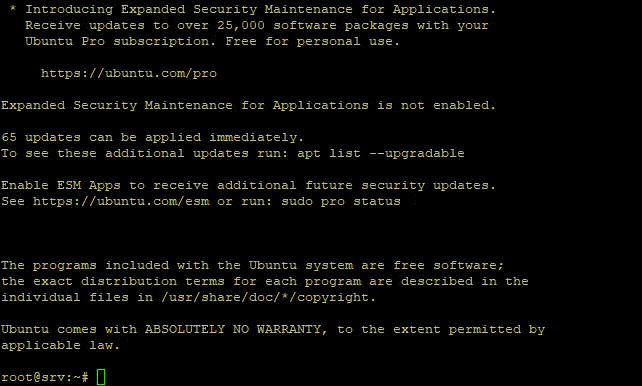 * Introducing Expanded Security Maintenance for Applications.
Receive updates to over 25,000 software packages with your
Ubuntu Pro subscription. Free for personal use.
https://ubuntu.com/pro
Expanded Security Maintenance for Applications is not enabled.
65 updates can be applied immediately.
To see these additional updates run: apt list --upgradable
Enable ESM Apps to receive additional future security updates.
See https://ubuntu.com/esm or run: sudo pro status
The programs included with the Ubuntu system are free software;
the exact distribution terms for each program are described in the
individual files in /usr/share/doc/*/copyright.
Ubuntu comes with ABSOLUTELY NO WARRANTY, to the extent permitted by
applicable law.
root@srv:~#